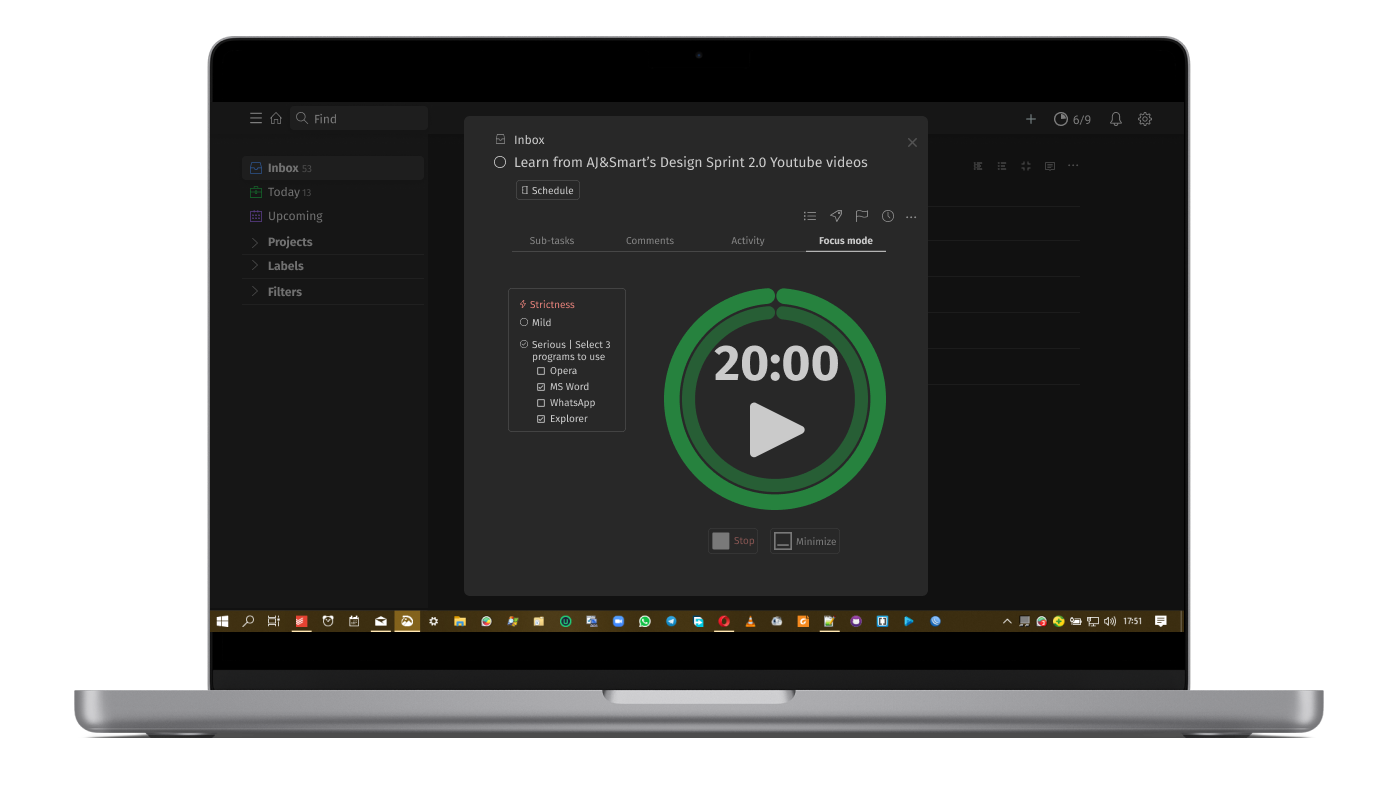 Find
6/9
Inbox 53
Today 13
Upcoming
Projects
Labels
Filters
Inbox
Learn from AJ&Smart’s Design Sprint 2.0 Youtube videos
Schedule
Sub-tasks
Comments
Activity
Focus mode
Strictness
Mild
Serious | Select 3
programs to use
Opera
MS Word
WhatsApp
Explorer
20:00
Stop
Minimize
17:51